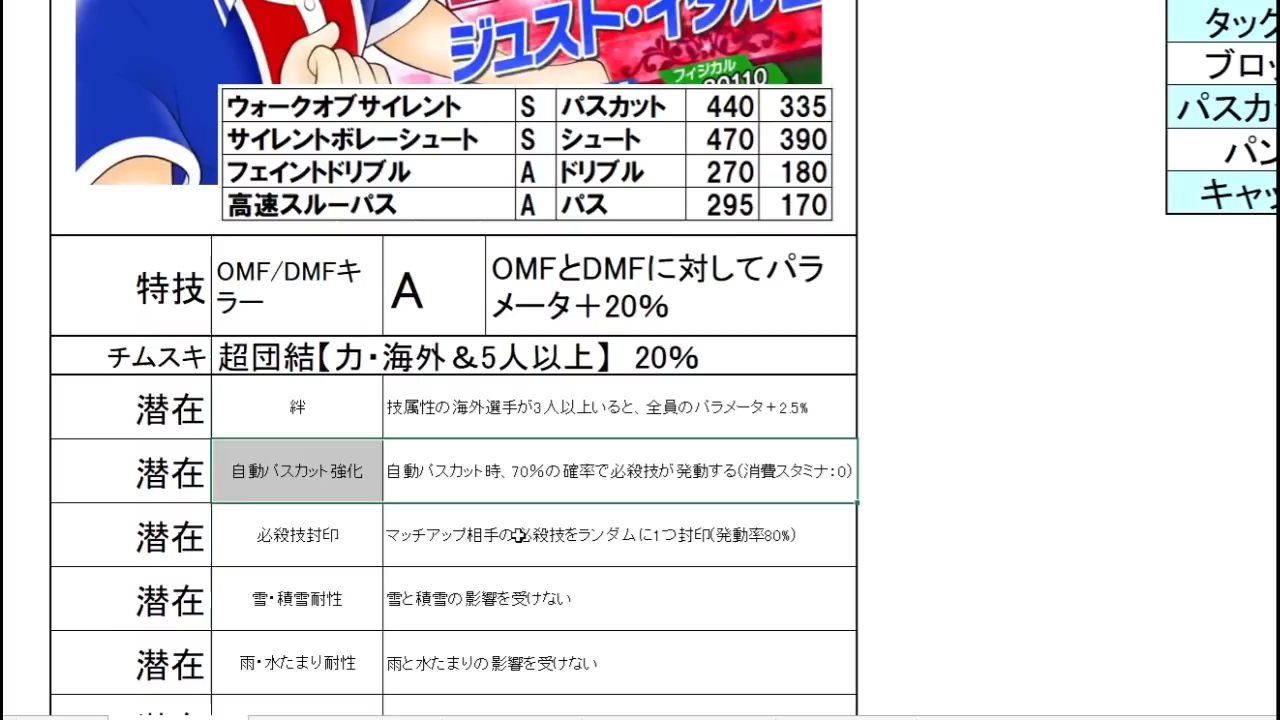 ジュスト・イタル
フィジカル
ウォークオブサイレント S パスカット 440 335
サイレントボレーシュート S シュート 470 390
フェイントドリブル A ドリブル 270 180
高速スルーパス A パス 295 170
特技 OMF/DMFキラー A OMFとDMFに対してパラメータ＋20%
チムスキ 超団結【力・海外＆5人以上】 20%
潜在 絆 技属性の海外選手が3人以上いると、全員のパラメータ＋2.5%
潜在 自動パスカット強化 自動パスカット時、70%の確率で必殺技が発動する(消費スタミナ:0)
潜在 必殺技封印 マッチアップ相手の必殺技をランダムに1つ封印(発動率80%)
潜在 雪・積雪耐性 雪と積雪の影響を受けない
潜在 雨・水たまり耐性 雨と水たまりの影響を受けない
タック
ブロッ
パスカ
パン
キャッ